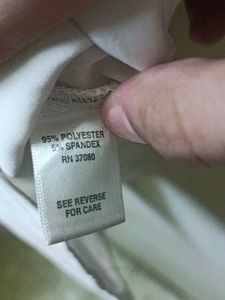 95% POLYESTER
5% SPANDEX
RN 37080
SEE REVERSE
FOR CARE